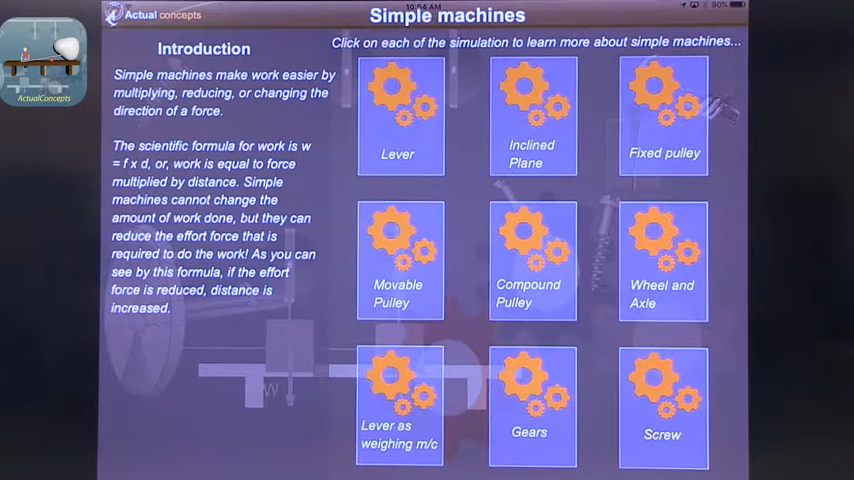 10:54 AM
90%
Actual concepts
Simple machines
Introduction
Click on each of the simulation to learn more about simple machines...
Simple machines make work easier by
multiplying, reducing, or changing the
direction of a force.
The scientific formula for work is w
= f x d, or, work is equal to force
multiplied by distance. Simple
machines cannot change the
amount of work done, but they can
reduce the effort force that is
required to do the work! As you can
see by this formula, if the effort
force is reduced, distance is
increased.
Lever
Inclined
Plane
Fixed pulley
Movable
Pulley
Compound
Pulley
Wheel and
Axle
Lever as
weighing m/c
Gears
Screw
W
ActualConcepts